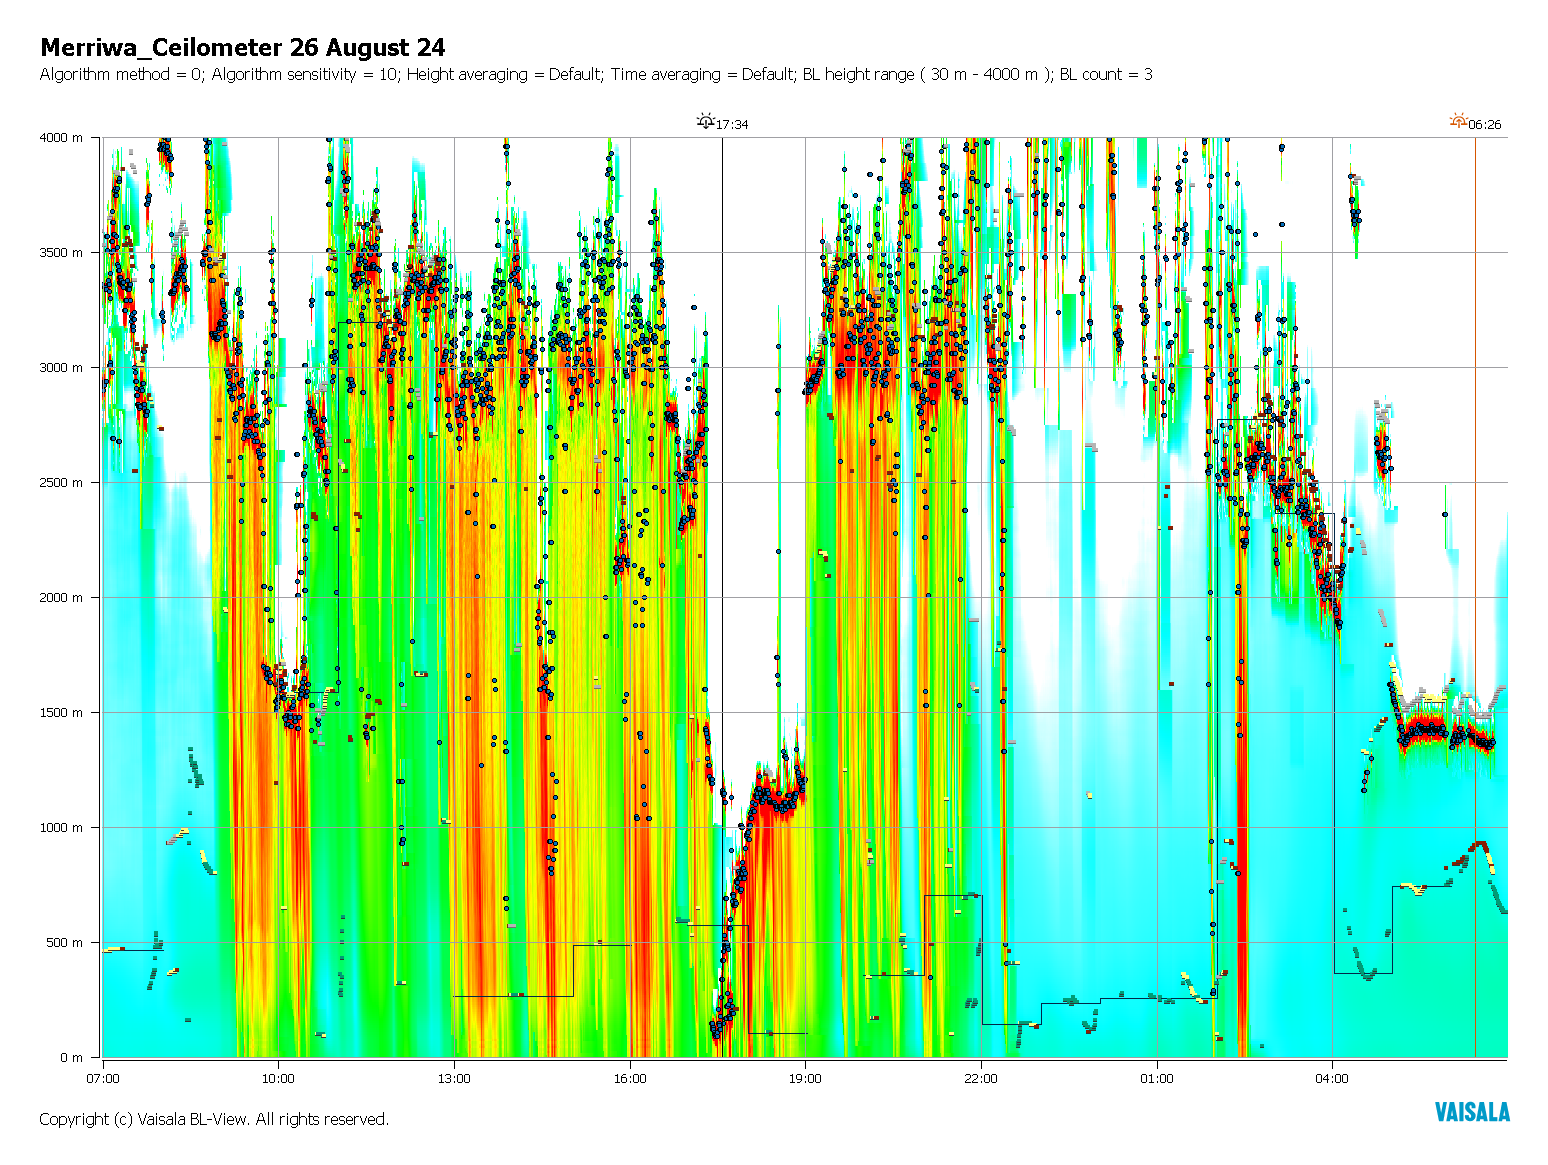 Merriwa_Ceilometer 26 August 24
Algorithm method = 0; Algorithm sensitivity = 10; Height averaging = Default; Time averaging = Default; BL height range ( 30 m - 4000 m ); BL count = 3
17:34
06:26
4000 m
3500 m
3000 m
2500 m
2000 m
1500 m
1000 m
500 m
0 m
07:00 10:00 13:00 16:00 19:00 22:00 01:00 04:00
Copyright (c) Vaisala BL-View. All rights reserved.
VAISALA